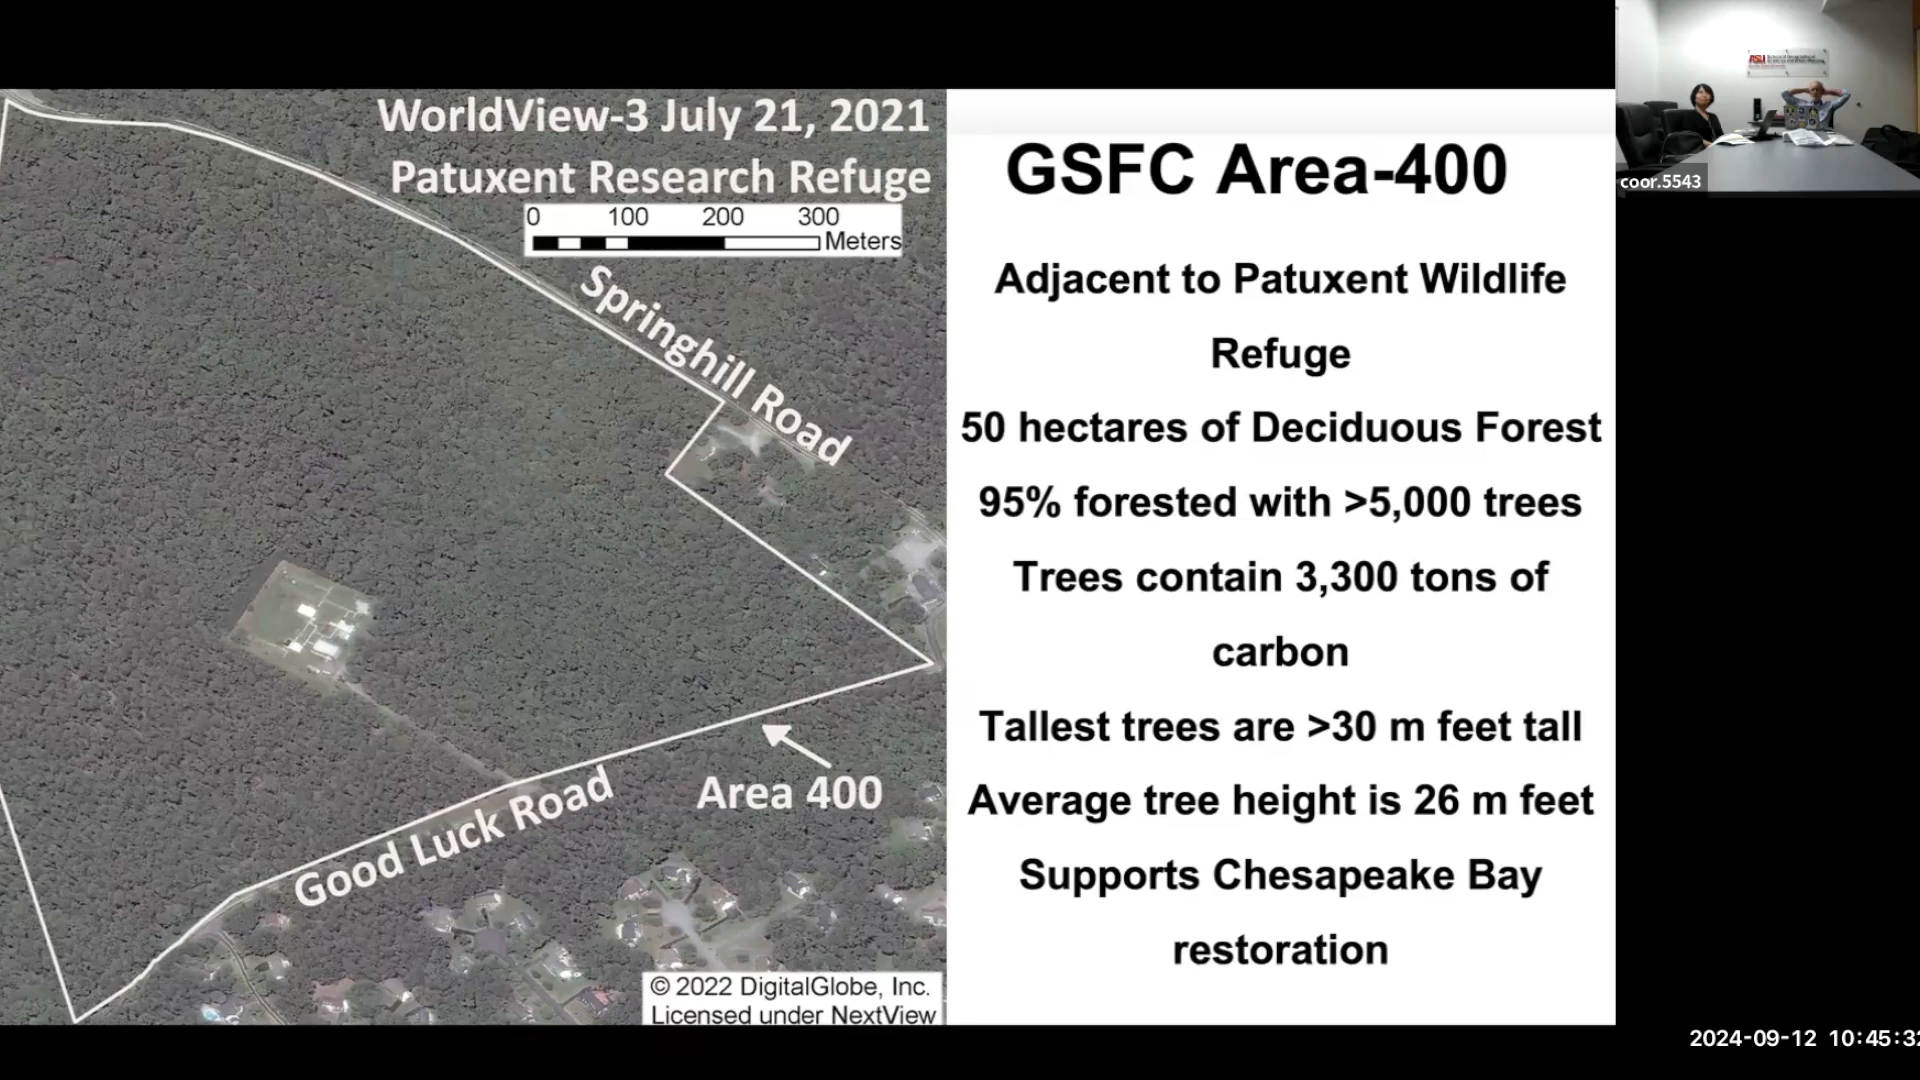 WorldView-3 July 21, 2021
Patuxent Research Refuge
0 100 200 300
Meters
Springhill Road
Area 400
Good Luck Road
© 2022 DigitalGlobe, Inc.
Licensed under NextView
GSFC Area-400
Adjacent to Patuxent Wildlife
Refuge
50 hectares of Deciduous Forest
95% forested with >5,000 trees
Trees contain 3,300 tons of
carbon
Tallest trees are >30 m feet tall
Average tree height is 26 m feet
Supports Chesapeake Bay
restoration
ASU
coor.5543
2024-09-12 10:45:32